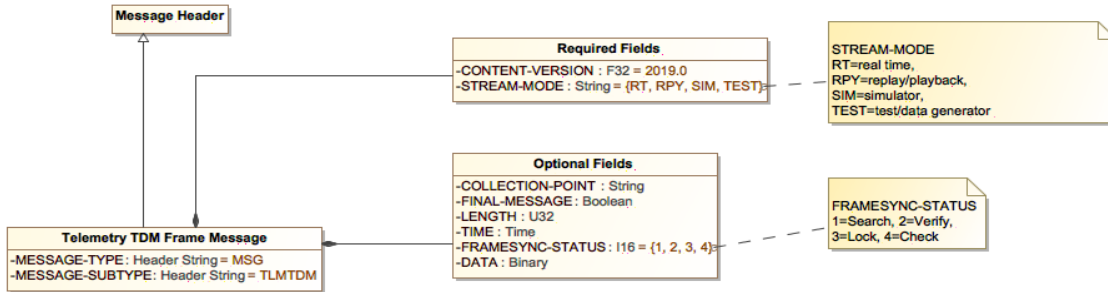 Message Header
Required Fields
-CONTENT-VERSION : F32 = 2019.0
-STREAM-MODE : String = {RT, RPY, SIM, TEST}
STREAM-MODE
RT=real time,
RPY=replay/playback,
SIM=simulator,
TEST=test/data generator
Optional Fields
-COLLECTION-POINT : String
-FINAL-MESSAGE : Boolean
-LENGTH : U32
-TIME : Time
-FRAMESYNC-STATUS : I16 = {1, 2, 3, 4}
-DATA : Binary
FRAMESYNC-STATUS
1=Search, 2=Verify,
3=Lock, 4=Check
Telemetry TDM Frame Message
-MESSAGE-TYPE : Header String = MSG
-MESSAGE-SUBTYPE : Header String = TLMTDM